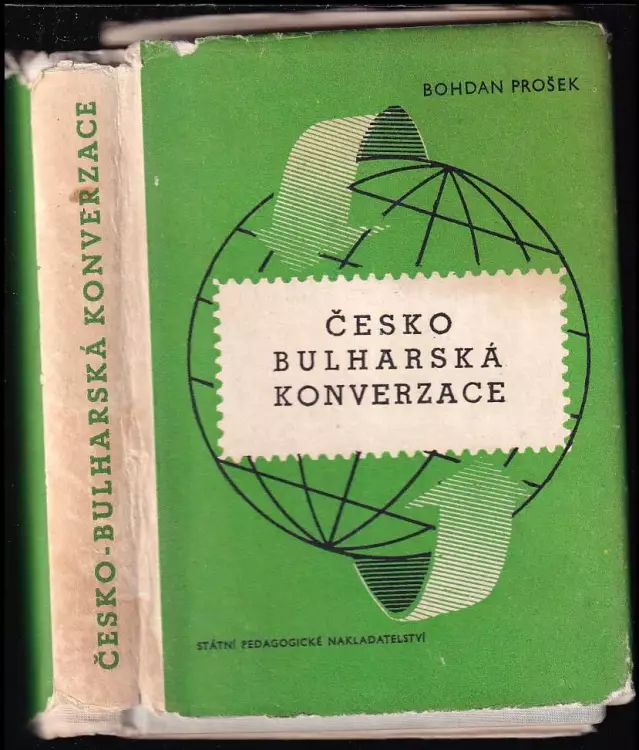 ČESKO-BULHARSKÁ KONVERZACE
BOHDAN PROŠEK
ČESKO
BULHARSKÁ
KONVERZACE
STÁTNÍ PEDAGOGICKÉ NAKLADATELSTVÍ